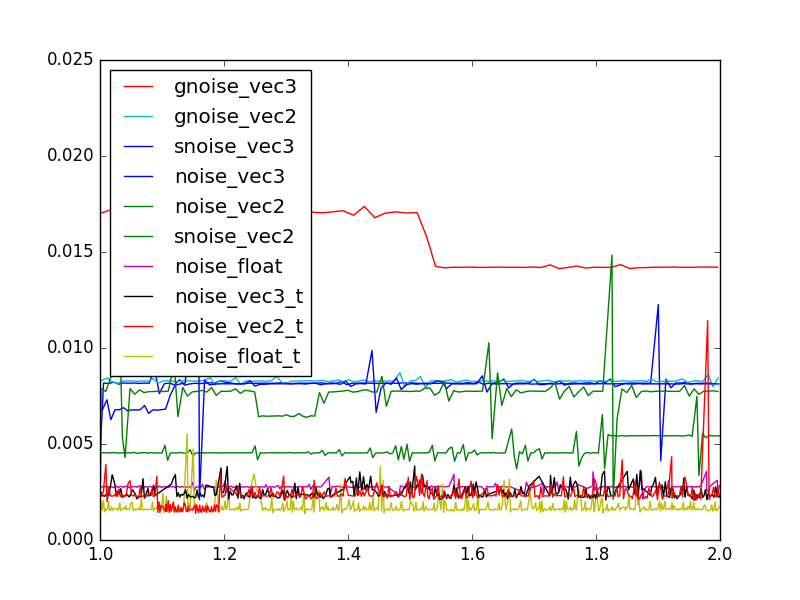 0.025
0.020
0.015
0.010
0.005
0.000
gnoise_vec3
gnoise_vec2
snoise_vec3
noise_vec3
noise_vec2
snoise_vec2
noise_float
noise_vec3_t
noise_vec2_t
noise_float_t
1.0 1.2 1.4 1.6 1.8 2.0